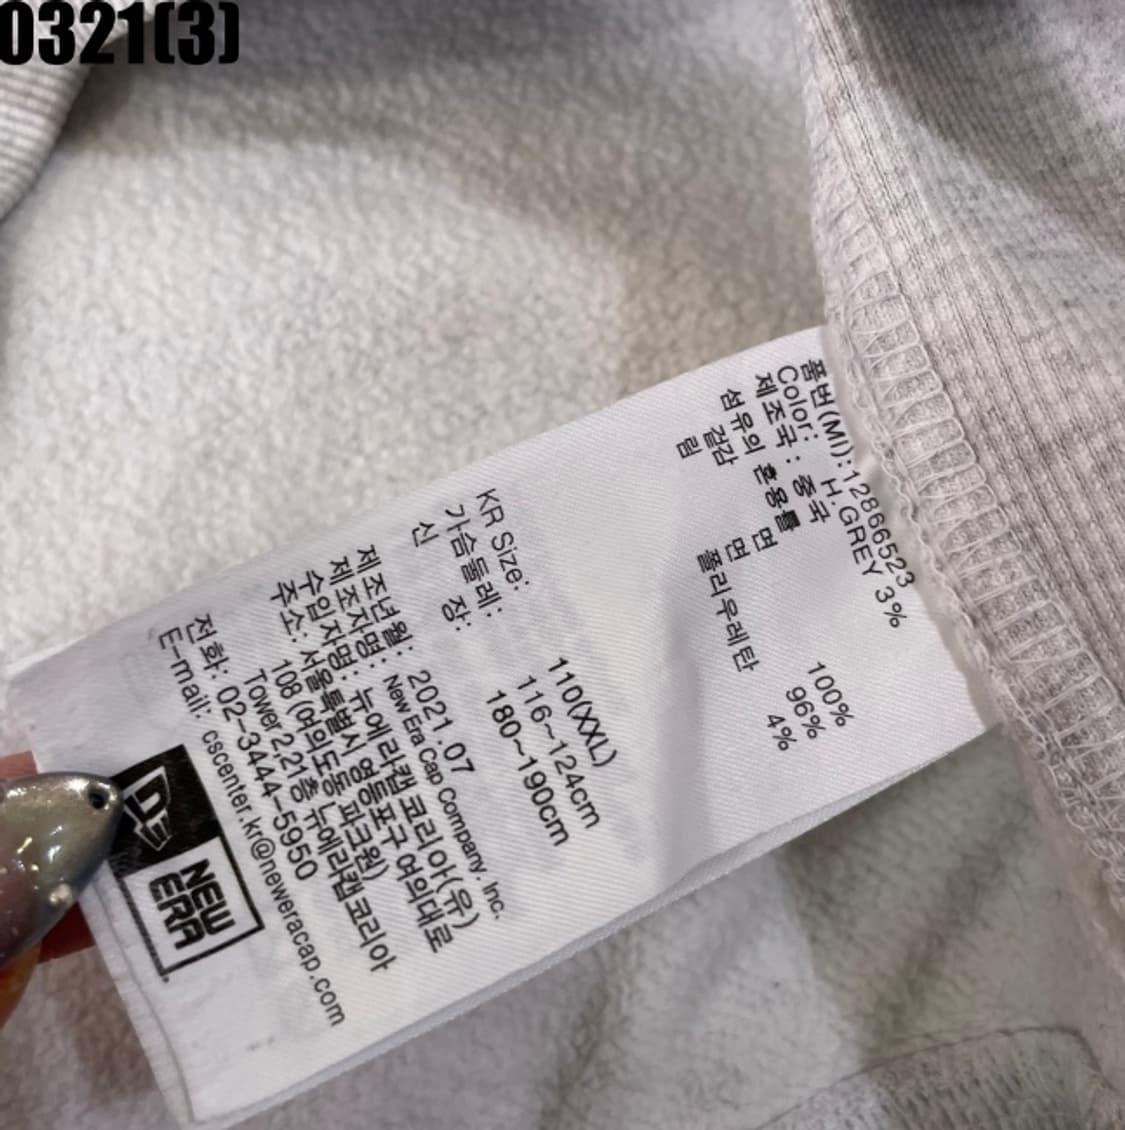 0321(3)
품번(MI):12866523
Color: H.GREY 3%
제조국 : 중국
섬유의 혼용률
겉감 면 100%
립 면 96%
폴리우레탄 4%
KR Size: 110(XXL)
가슴둘레: 116~124cm
신 장: 180~190cm
제조년월: 2021.07
제조자명: New Era Cap Company. Inc.
수입자명: 뉴에라캡 코리아(유)
주소: 서울특별시 영등포구 여의대로
108 (여의도동 파크원)
Tower2 21층 뉴에라캡코리아
전화: 02-3444-5950
E-mail: cscenter.kr@neweracap.com
NEW
ERA